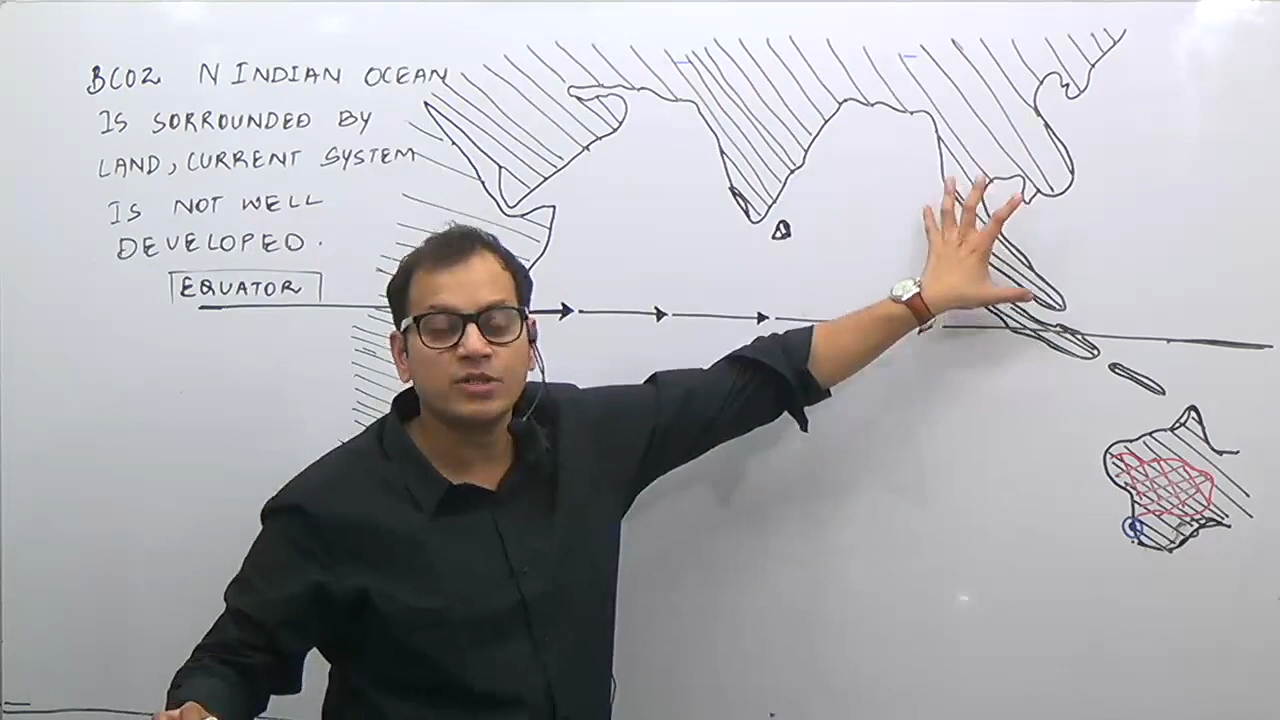 BCOZ N INDIAN OCEAN
IS SORROUNDED BY
LAND, CURRENT SYSTEM
IS NOT WELL
DEVELOPED.
EQUATOR